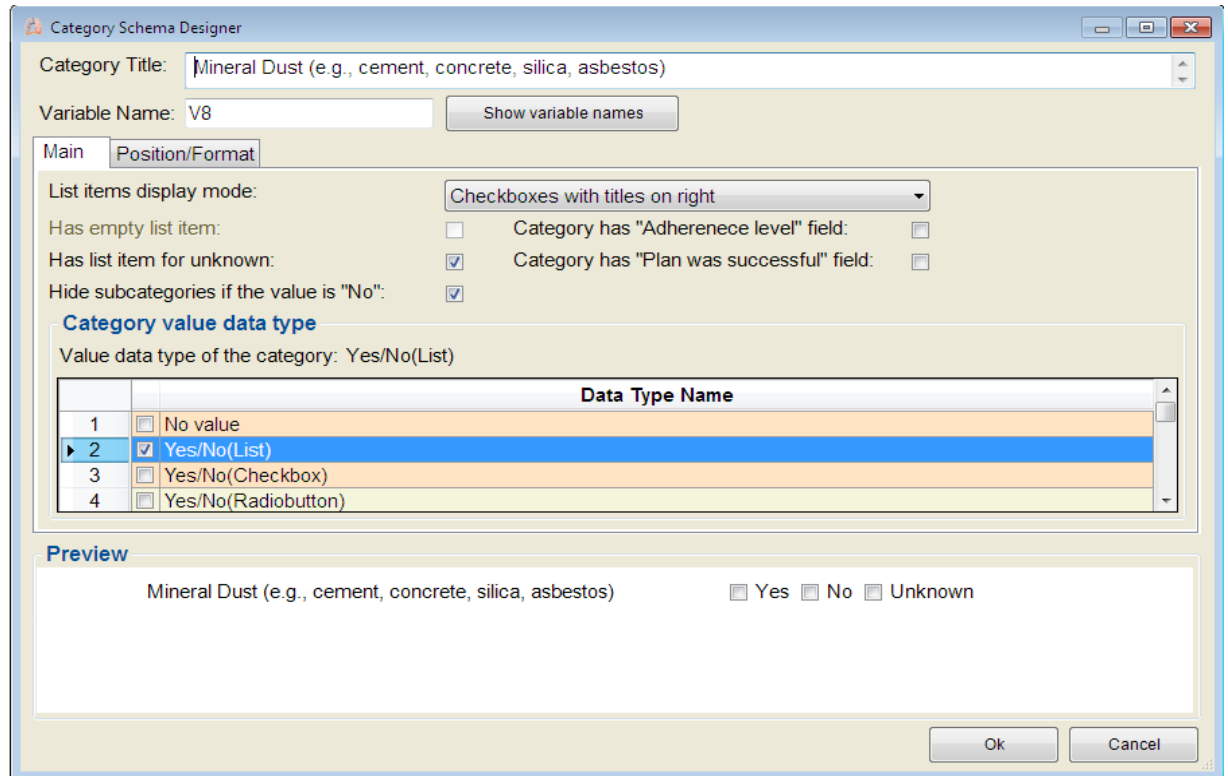 Category Schema Designer
Category Title: Mineral Dust (e.g., cement, concrete, silica, asbestos)
Variable Name: V8 Show variable names
Main Position/Format
List items display mode: Checkboxes with titles on right
Has empty list item: Category has "Adherenece level" field:
Has list item for unknown: Category has "Plan was successful" field:
Hide subcategories if the value is "No":
Category value data type
Value data type of the category: Yes/No(List)
Data Type Name
1 No value
2 Yes/No(List)
3 Yes/No(Checkbox)
4 Yes/No(Radiobutton)
Preview
Mineral Dust (e.g., cement, concrete, silica, asbestos) Yes No Unknown
Ok Cancel